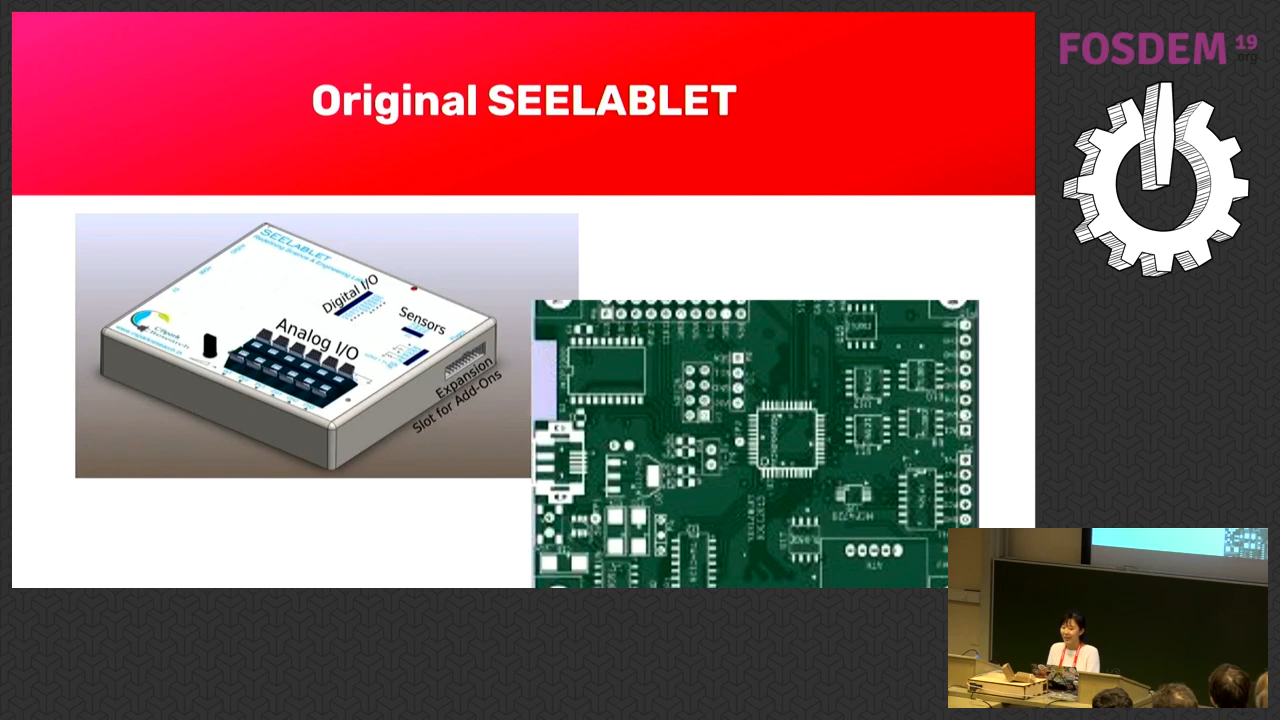 Original SEELABLET
FOSDEM 19
.org
SEELABLET
Digital I/O
Sensors
Analog I/O
Expansion
Slot for Add-Ons